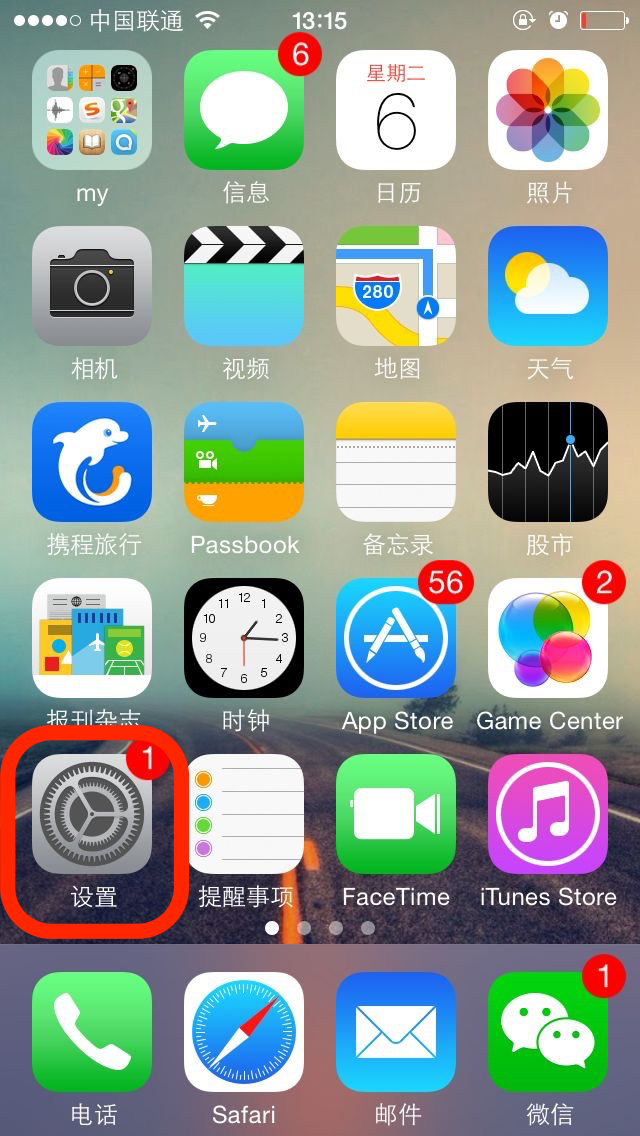 中国联通 13:15
6
星期二
6
my 信息 日历 照片
280
相机 视频 地图 天气
携程旅行 Passbook 备忘录 股市
56 2
12 1 2 3 4 5 6 7 8 9 10 11
报刊杂志 时钟 App Store Game Center
1
设置 提醒事项 FaceTime iTunes Store
1
电话 Safari 邮件 微信